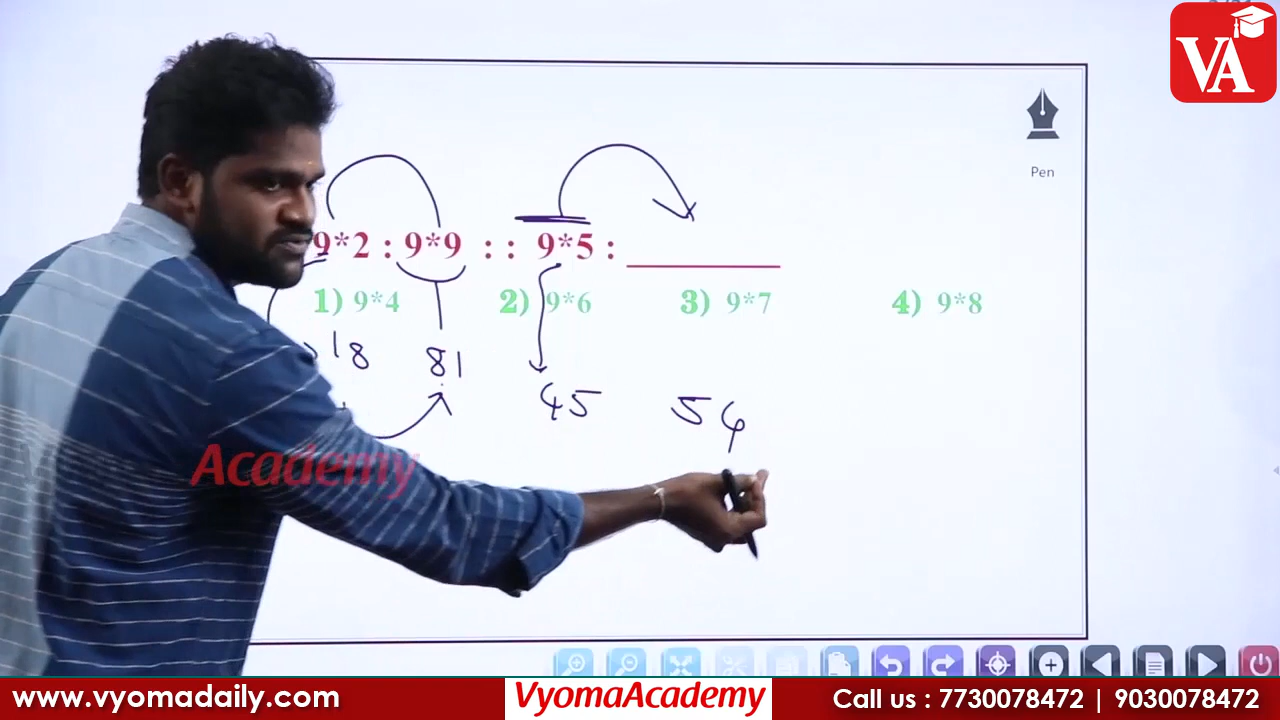 VA
Pen
9*2 : 9*9 : : 9*5 :
1) 9*4 2) 9*6 3) 9*7 4) 9*8
18 81
45 54
Academy
www.vyomadaily.com VyomaAcademy Call us : 7730078472 | 9030078472